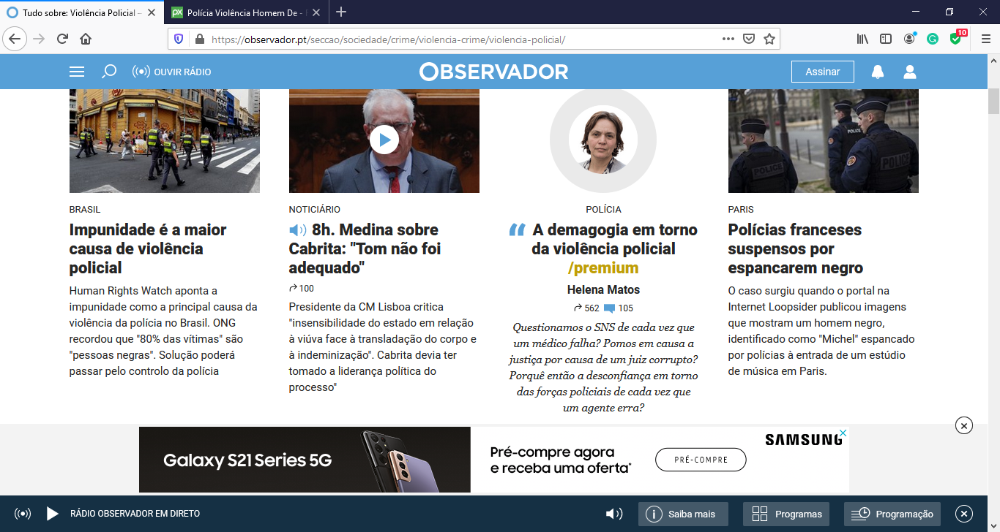 Tudo sobre: Violência Policial –
Polícia Violência Homem De -
https://observador.pt/seccao/sociedade/crime/violencia-crime/violencia-policial/
10
OUVIR RÁDIO
OBSERVADOR
Assinar
POLICE
POLICE
POLICE
BRASIL
Impunidade é a maior
causa de violência
policial
Human Rights Watch aponta a
impunidade como a principal causa da
violência da polícia no Brasil. ONG
recordou que "80% das vítimas" são
"pessoas negras". Solução poderá
passar pelo controlo da polícia
NOTICIÁRIO
8h. Medina sobre
Cabrita: "Tom não foi
adequado"
100
Presidente da CM Lisboa critica
"insensibilidade do estado em relação
à viúva face à transladação do corpo e
à indeminização". Cabrita devia ter
tomado a liderança política do
processo"
POLÍCIA
“ A demagogia em torno
da violência policial
/premium
Helena Matos
562 105
Questionamos o SNS de cada vez que
um médico falha? Pomos em causa a
justiça por causa de um juiz corrupto?
Porquê então a desconfiança em torno
das forças policiais de cada vez que
um agente erra?
PARIS
Polícias franceses
suspensos por
espancarem negro
O caso surgiu quando o portal na
Internet Loopsider publicou imagens
que mostram um homem negro,
identificado como "Michel" espancado
por polícias à entrada de um estúdio
de música em Paris.
Galaxy S21 Series 5G
Pré-compre agora
e receba uma oferta*
PRÉ-COMPRE
SAMSUNG
RÁDIO OBSERVADOR EM DIRETO
Saiba mais
Programas
Programação